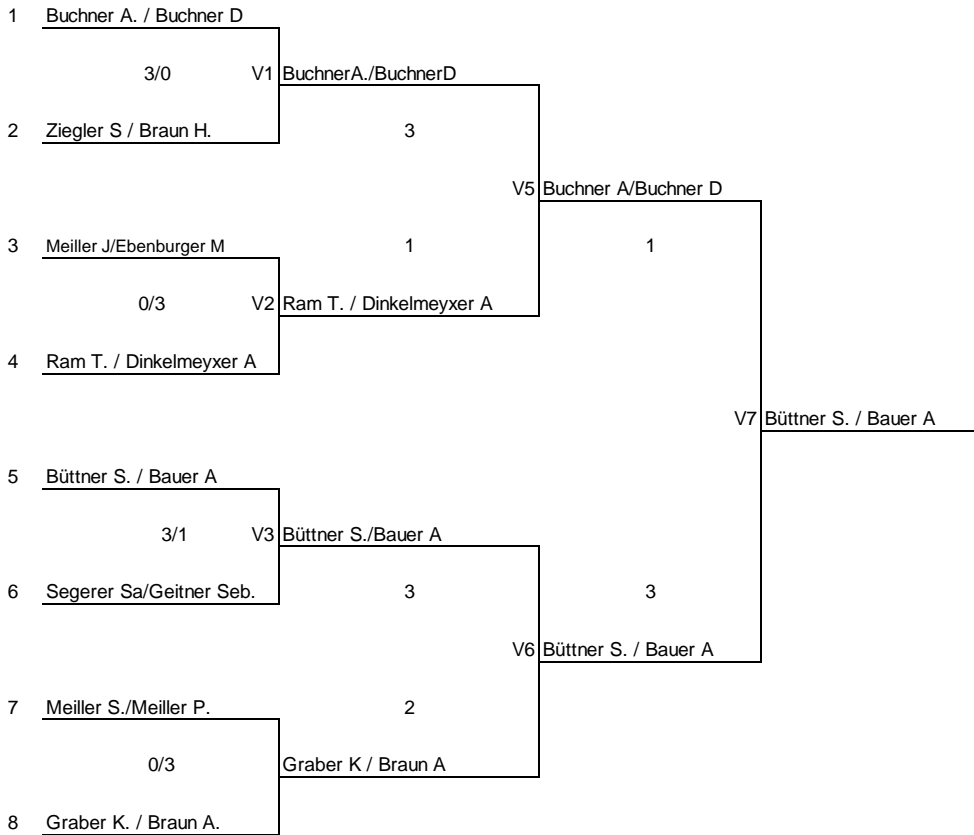 1 Buchner A. / Buchner D
3/0 V1 BuchnerA./BuchnerD
2 Ziegler S / Braun H. 3
V5 Buchner A/Buchner D
3 Meiller J/Ebenburger M 1 1
0/3 V2 Ram T. / Dinkelmeyxer A
4 Ram T. / Dinkelmeyxer A
V7 Büttner S. / Bauer A
5 Büttner S. / Bauer A
3/1 V3 Büttner S./Bauer A
6 Segerer Sa/Geitner Seb. 3 3
V6 Büttner S. / Bauer A
7 Meiller S./Meiller P. 2
0/3 Graber K / Braun A
8 Graber K. / Braun A.